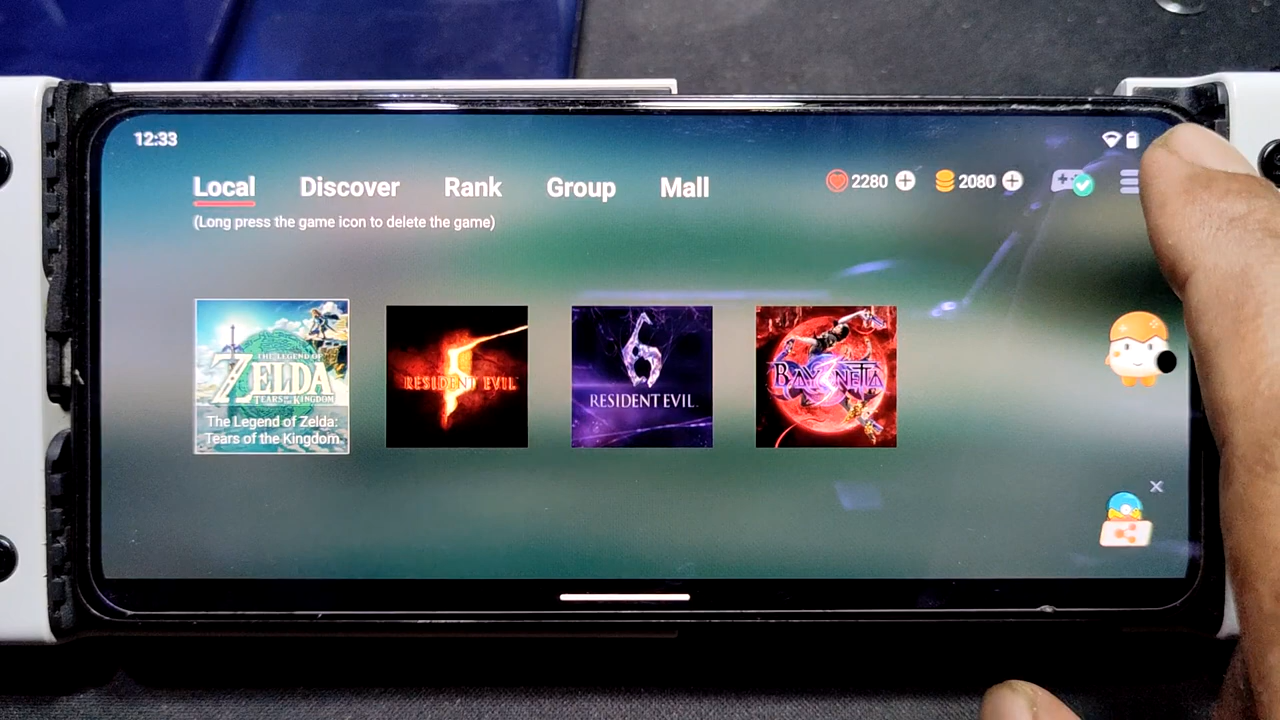 12:33
Local Discover Rank Group Mall
2280 2080
(Long press the game icon to delete the game)
THE LEGEND OF
ZELDA
TEARS OF THE KINGDOM
The Legend of Zelda:
Tears of the Kingdom
5
RESIDENT EVIL
6
RESIDENT EVIL
BAYONETTA
3